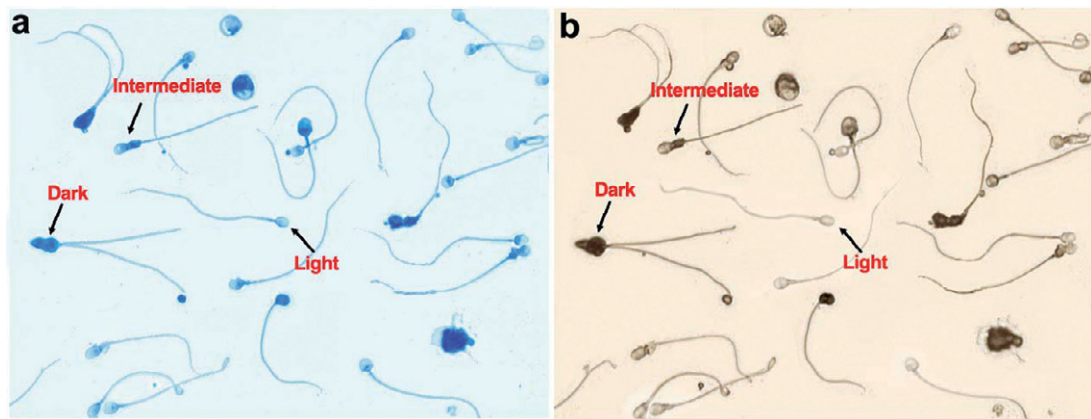 a
Intermediate
Dark
Light
b
Intermediate
Dark
Light